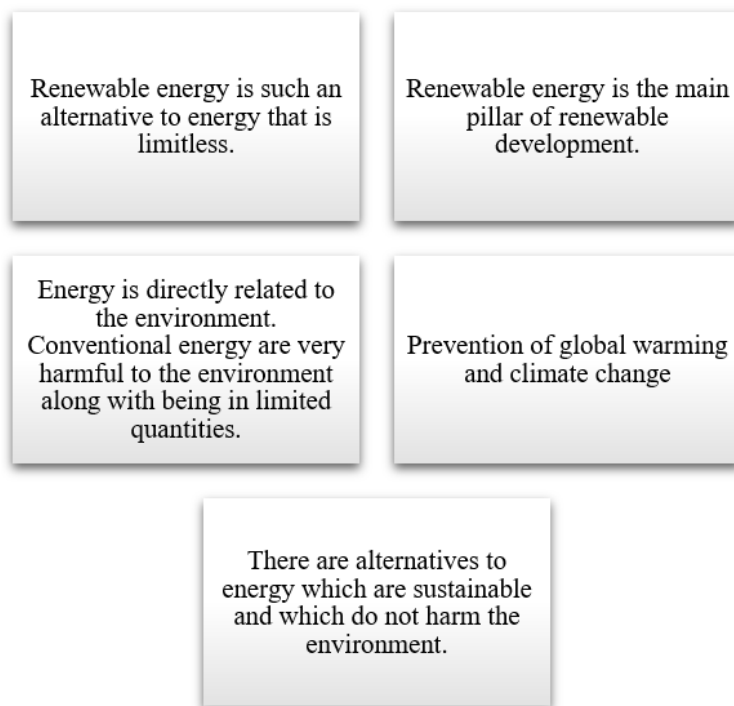 Renewable energy is such an
alternative to energy that is
limitless.
Renewable energy is the main
pillar of renewable
development.
Energy is directly related to
the environment.
Conventional energy are very
harmful to the environment
along with being in limited
quantities.
Prevention of global warming
and climate change
There are alternatives to
energy which are sustainable
and which do not harm the
environment.